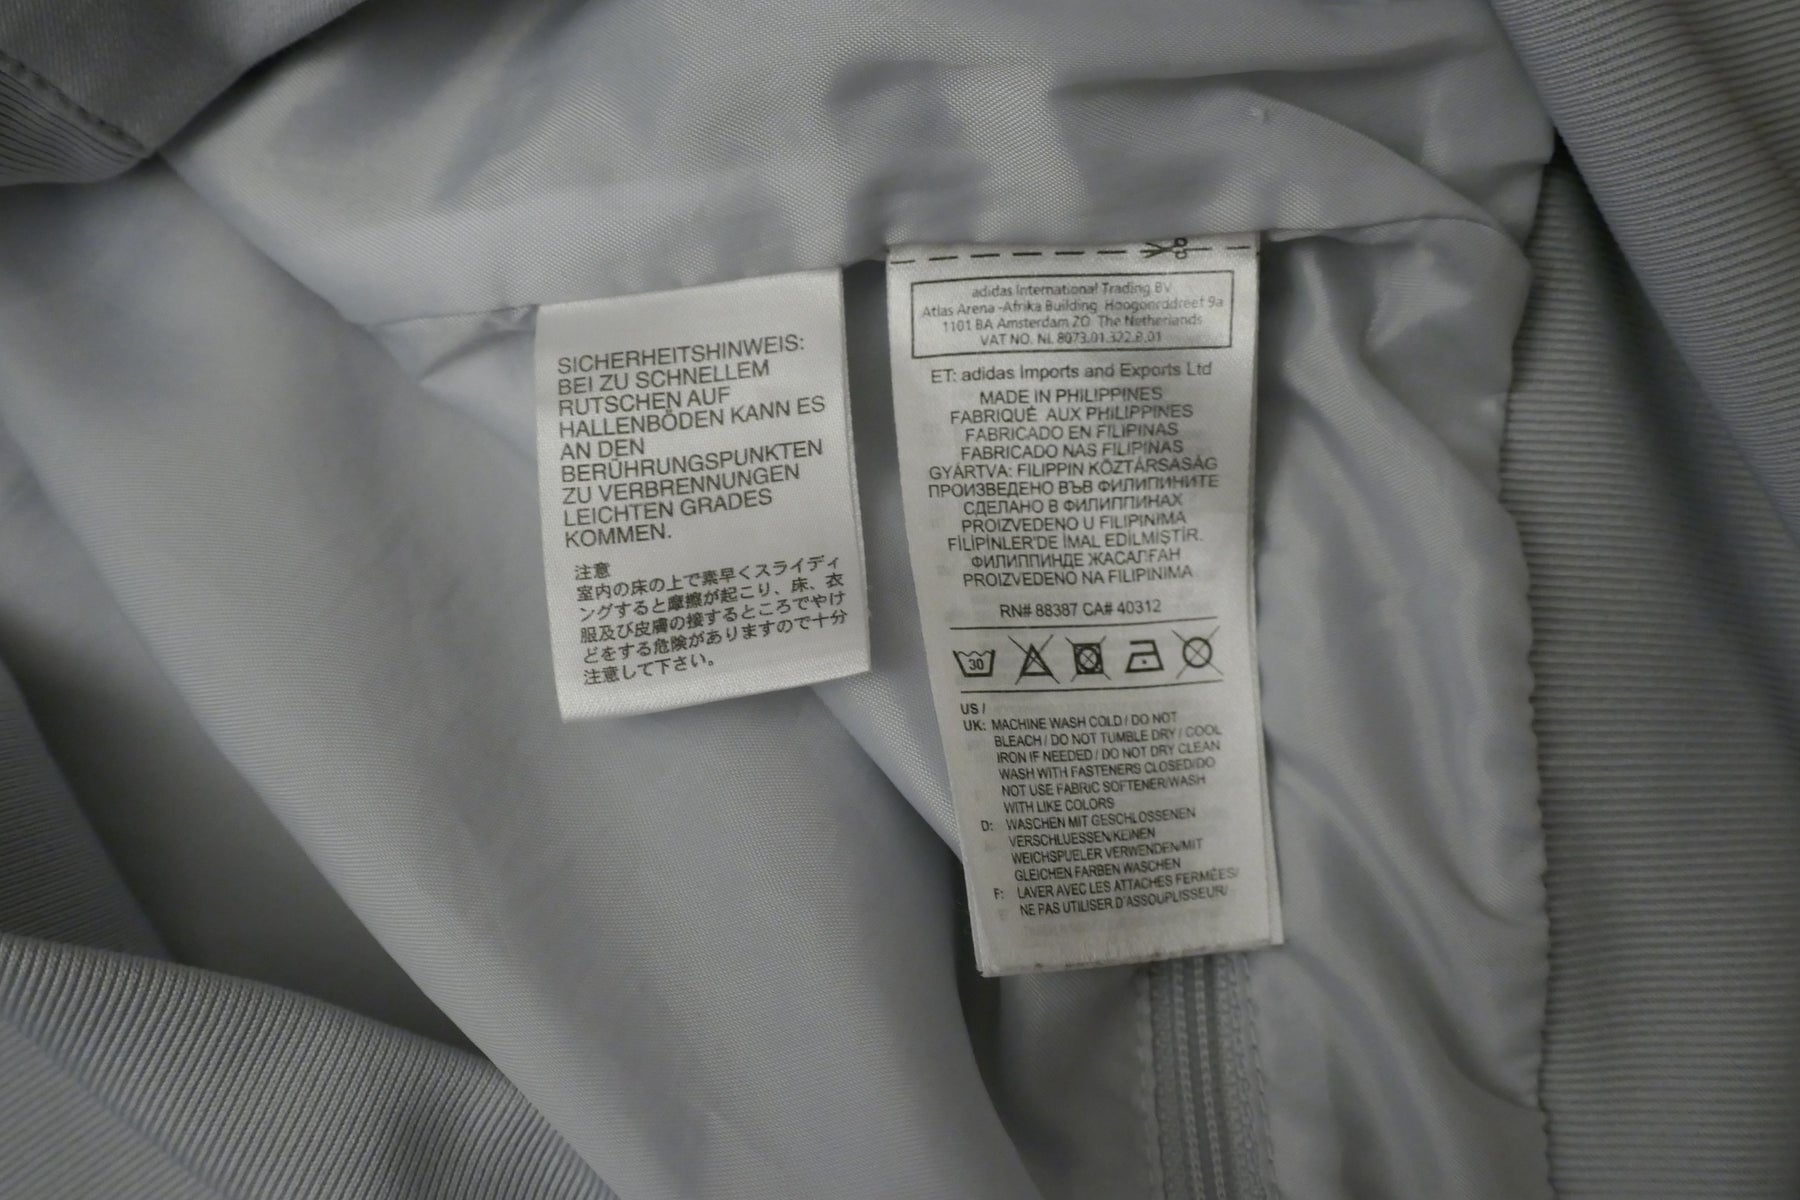 SICHERHEITSHINWEIS:
BEI ZU SCHNELLEM
RUTSCHEN AUF
HALLENBÖDEN KANN ES
AN DEN
BERÜHRUNGSPUNKTEN
ZU VERBRENNUNGEN
LEICHTEN GRADES
KOMMEN.
注意
室内の床の上で素早くスライディ
ングすると摩擦が起こり、床、衣
服及び皮膚の接するところでやけ
どをする危険がありますので十分
注意して下さい。
adidas International Trading BV
Atlas Arena -Afrika Building Hoogoorddreef 9a
1101 BA Amsterdam ZO The Netherlands
VAT NO. NL 8073.01.322.B.01
ET: adidas Imports and Exports Ltd
MADE IN PHILIPPINES
FABRIQUÉ AUX PHILIPPINES
FABRICADO EN FILIPINAS
FABRICADO NAS FILIPINAS
GYÁRTVA: FILIPPIN KÖZTÁRSASÁG
ПРОИЗВЕДЕНО ВЪВ ФИЛИПИНИТЕ
СДЕЛАНО В ФИЛИППИНАХ
PROIZVEDENO U FILIPINIMA
FİLİPİNLER'DE İMAL EDİLMİŞTİR.
ФИЛИППИНДЕ ЖАСАЛҒАН
PROIZVEDENO NA FILIPINIMA
RN# 88387 CA# 40312
30
US /
UK: MACHINE WASH COLD / DO NOT
BLEACH / DO NOT TUMBLE DRY / COOL
IRON IF NEEDED / DO NOT DRY CLEAN
WASH WITH FASTENERS CLOSED/DO
NOT USE FABRIC SOFTENER/WASH
WITH LIKE COLORS
D: WASCHEN MIT GESCHLOSSENEN
VERSCHLUESSEN/KEINEN
WEICHSPUELER VERWENDEN/MIT
GLEICHEN FARBEN WASCHEN
F: LAVER AVEC LES ATTACHES FERMÉES/
NE PAS UTILISER D'ASSOUPLISSEUR/